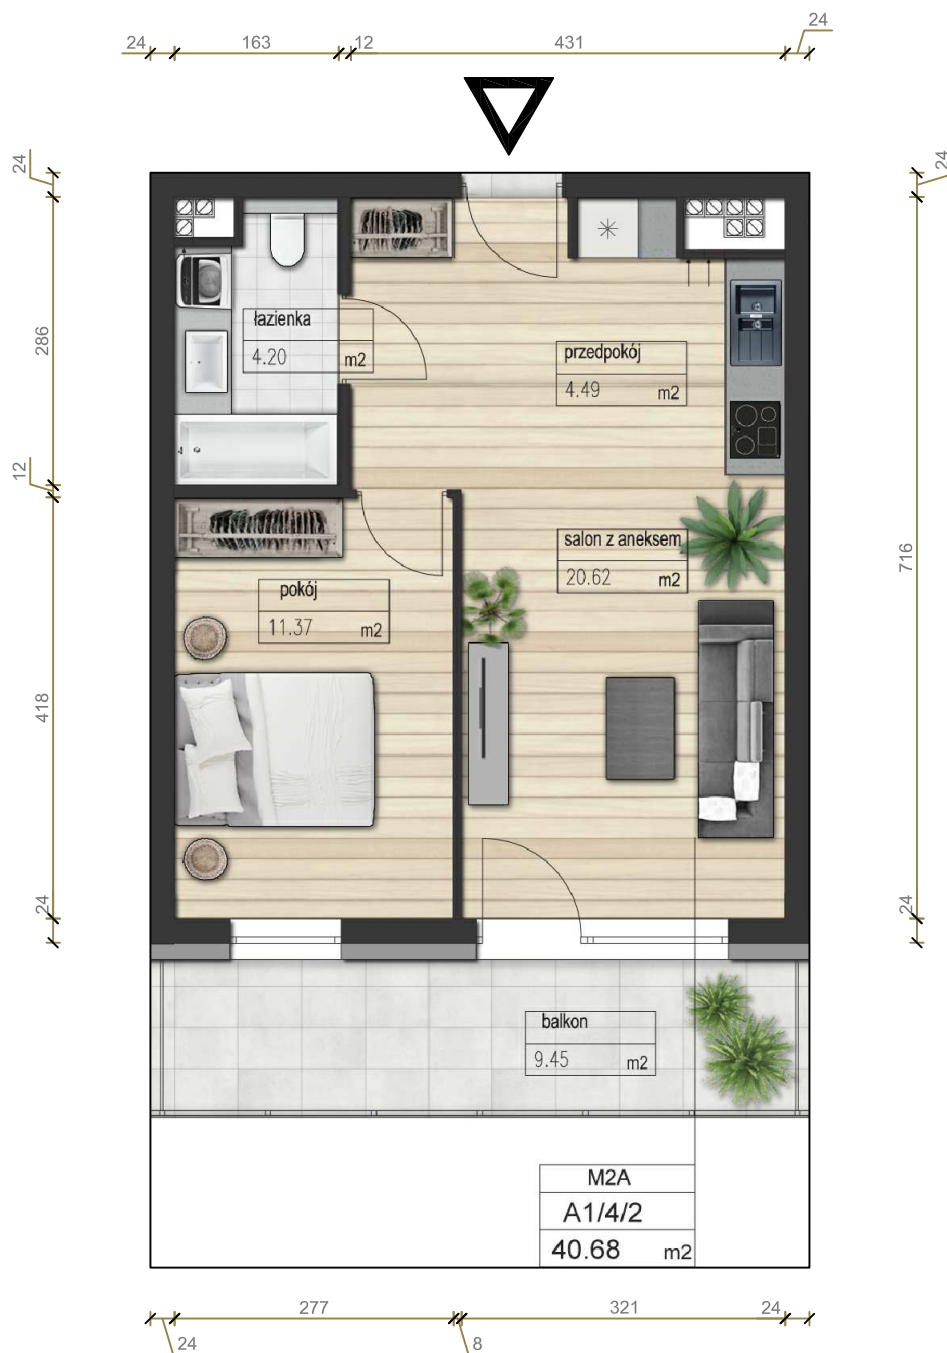 24
24
163
12
431
24
24
286
12
418
24
716
24
łazienka
4.20 m2
przedpokój
4.49 m2
salon z aneksem
20.62 m2
pokój
11.37 m2
balkon
9.45 m2
M2A
A1/4/2
40.68 m2
277
321
24
24
8